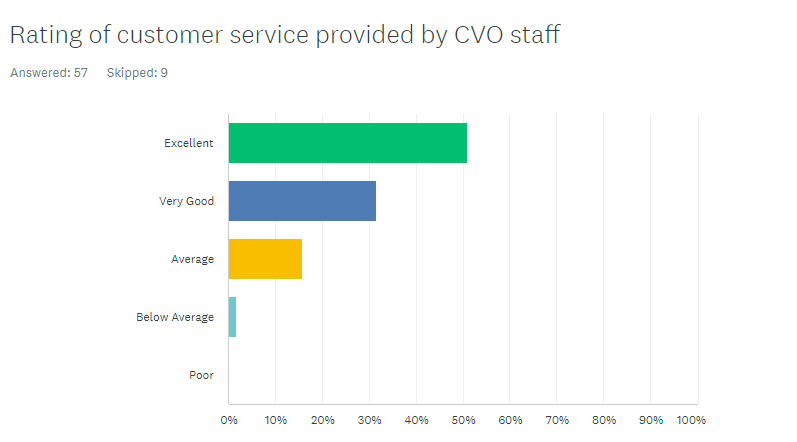 Rating of customer service provided by CVO staff
Answered: 57 Skipped: 9
Excellent
Very Good
Average
Below Average
Poor
0% 10% 20% 30% 40% 50% 60% 70% 80% 90% 100%